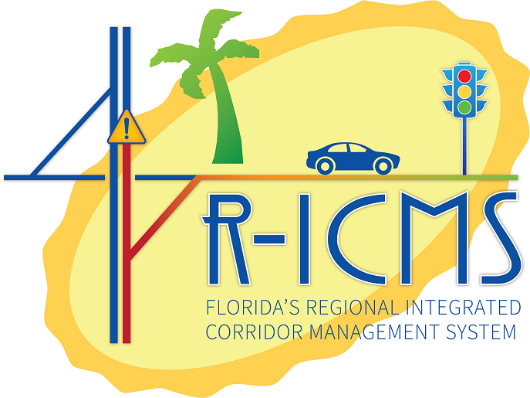 !
R-ICMS
FLORIDA'S REGIONAL INTEGRATED
CORRIDOR MANAGEMENT SYSTEM